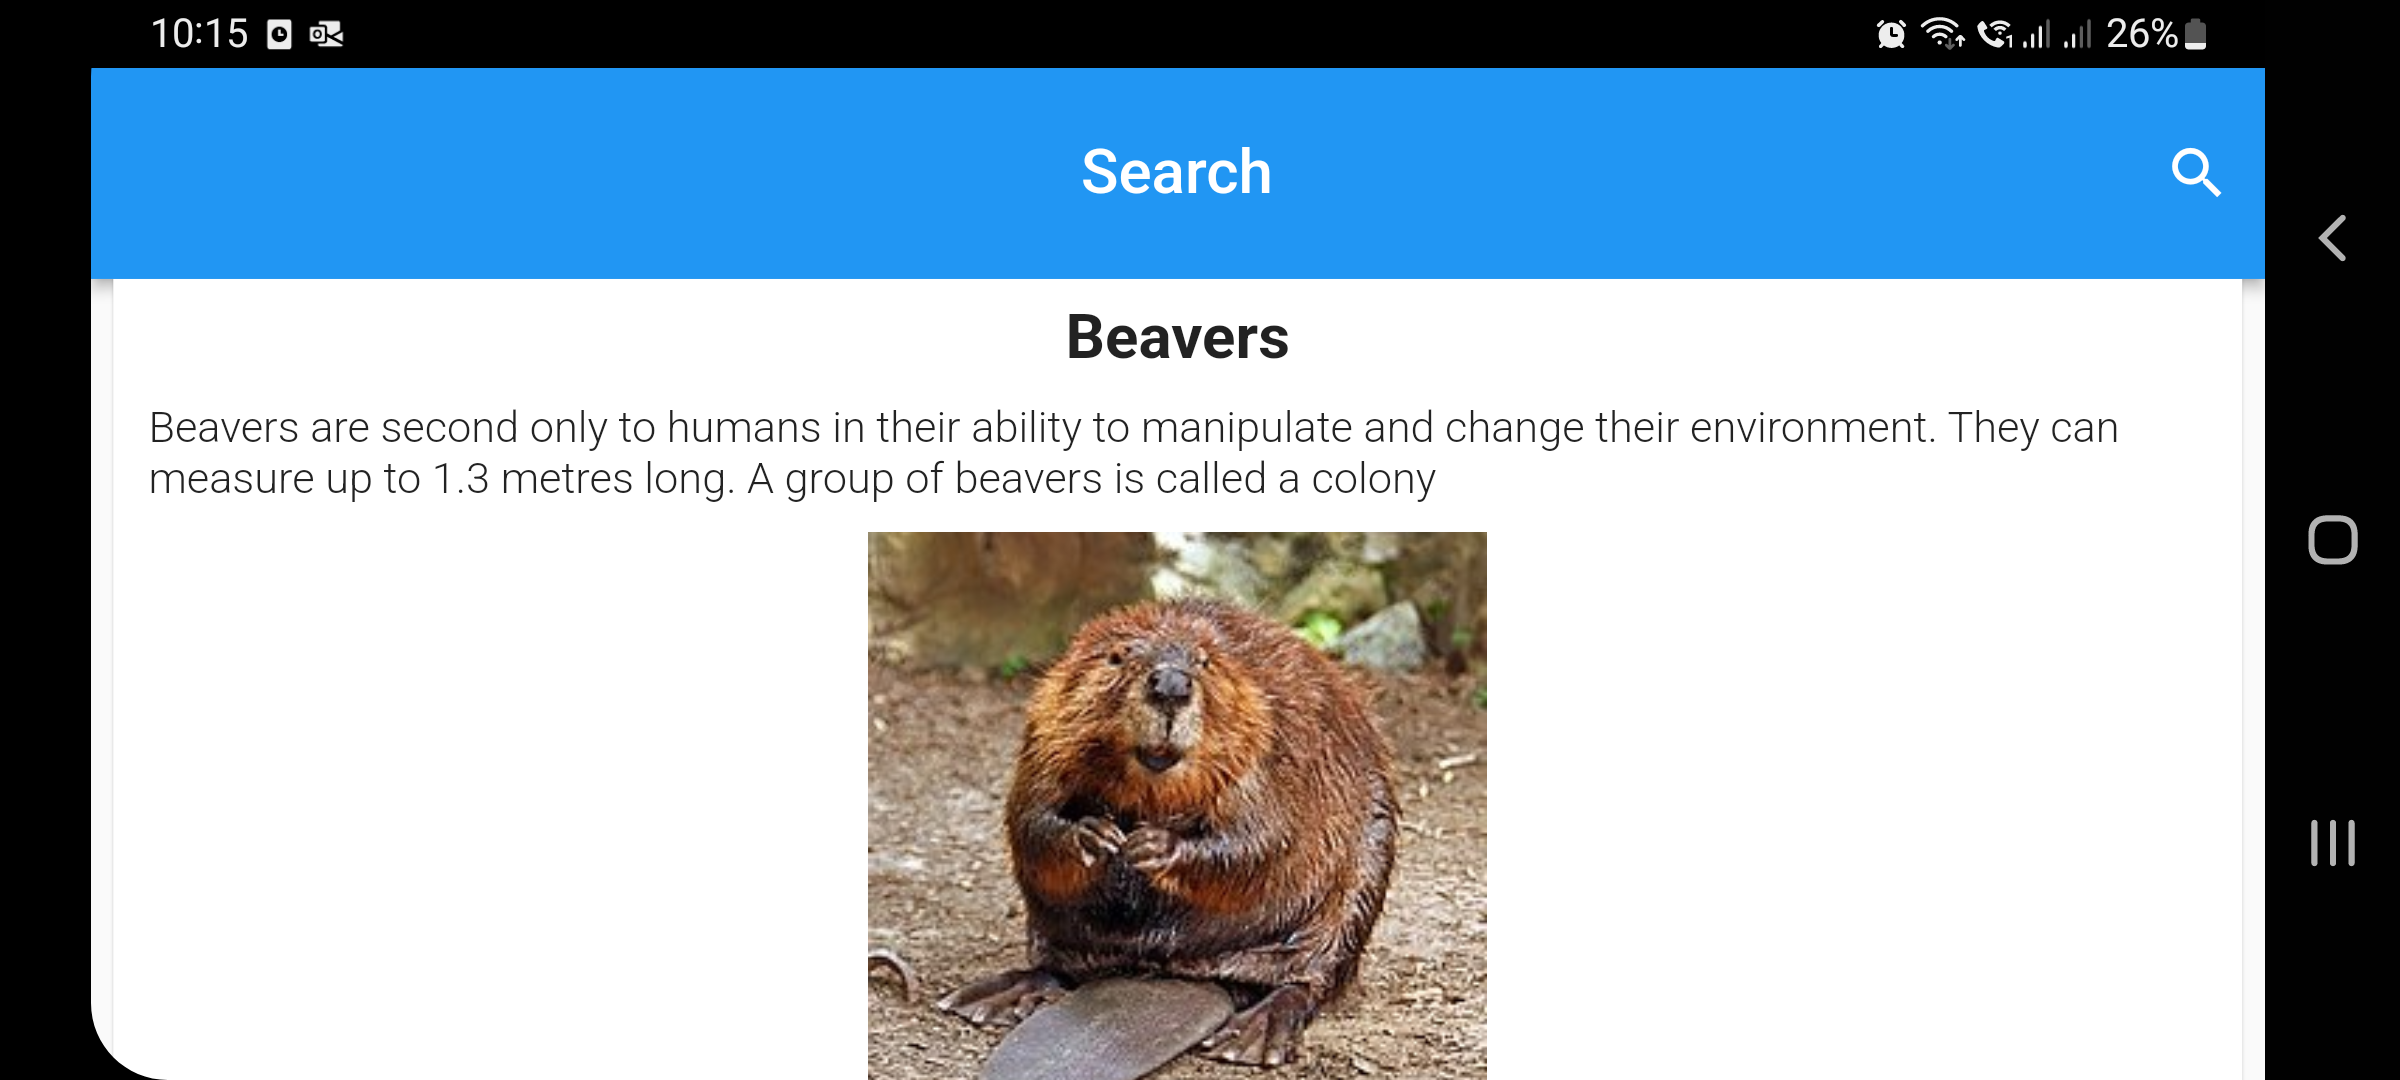 10:15
26%
Search
Beavers
Beavers are second only to humans in their ability to manipulate and change their environment. They can
measure up to 1.3 metres long. A group of beavers is called a colony